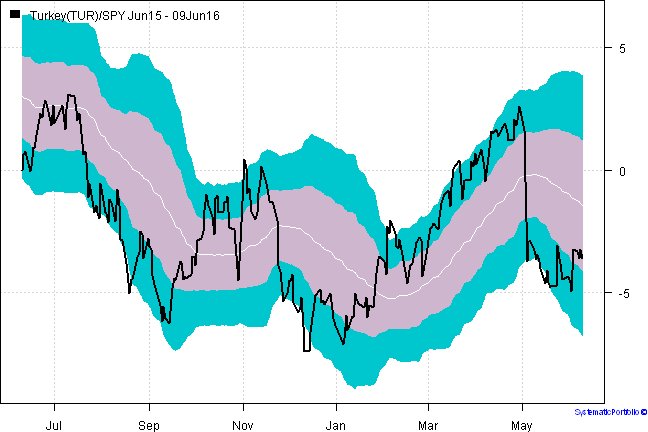 Turkey(TUR)/SPY Jun15 - 09Jun16
5
0
-5
Jul Sep Nov Jan Mar May
SystematicPortfolio ©